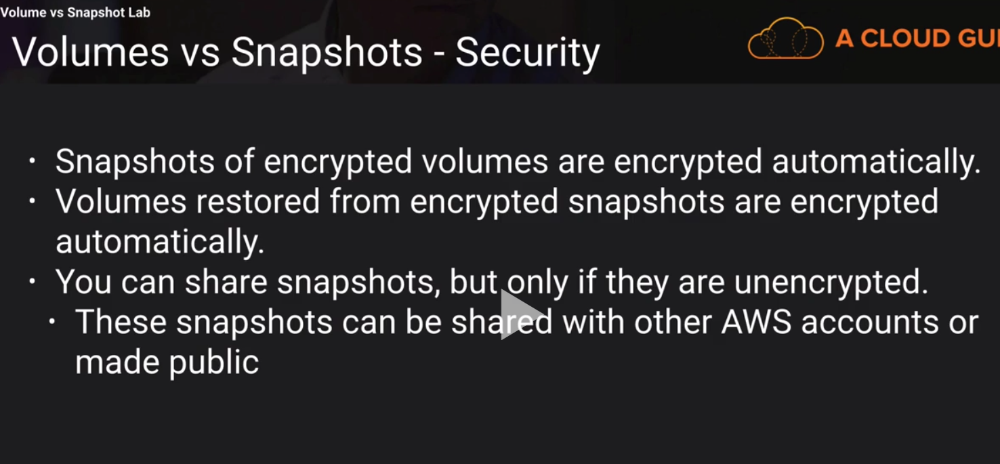 Volume vs Snapshot Lab
Volumes vs Snapshots - Security
A CLOUD
· Snapshots of encrypted volumes are encrypted automatically.
· Volumes restored from encrypted snapshots are encrypted
automatically.
· You can share snapshots, but only if they are unencrypted.
· These snapshots can be shared with other AWS accounts or
made public